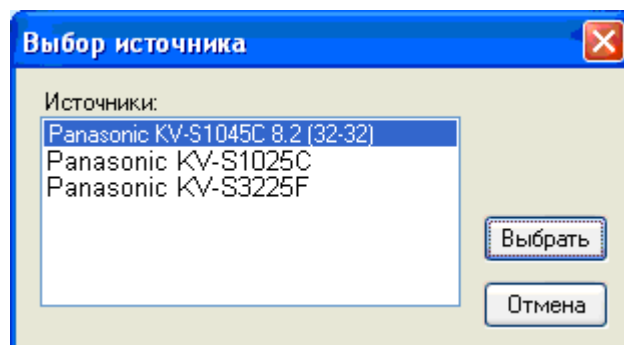 Выбор источника
Источники:
Panasonic KV-S1045C 8.2 (32-32)
Panasonic KV-S1025C
Panasonic KV-S3225F
Выбрать
Отмена